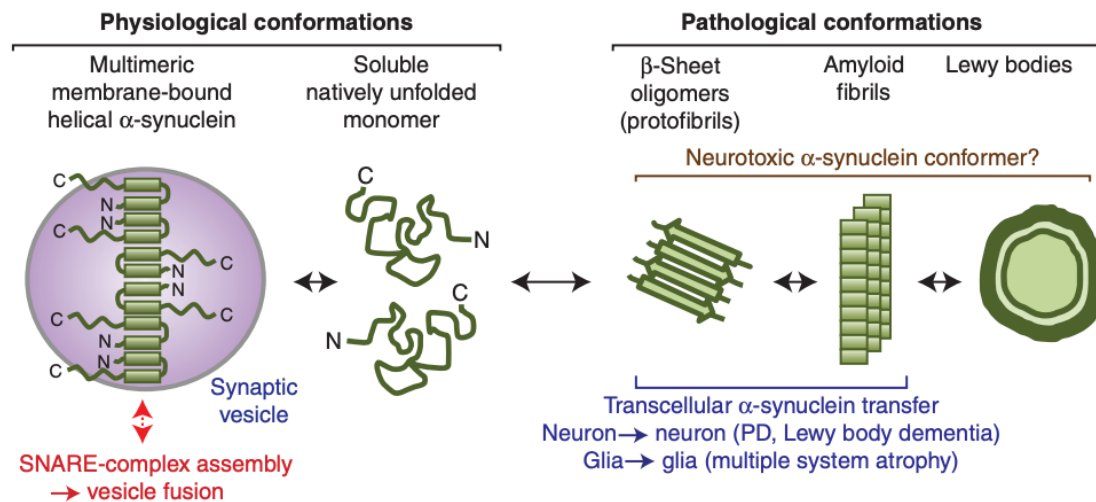 Physiological conformations
Pathological conformations
Multimeric
membrane-bound
helical α-synuclein
Soluble
natively unfolded
monomer
β-Sheet
oligomers
(protofibrils)
Amyloid
fibrils
Lewy bodies
Neurotoxic α-synuclein conformer?
C
N
N
C
C
N
N
C
C
N
N
C
C
N
C
N
Synaptic
vesicle
SNARE-complex assembly
→ vesicle fusion
Transcellular α-synuclein transfer
Neuron→ neuron (PD, Lewy body dementia)
Glia→ glia (multiple system atrophy)